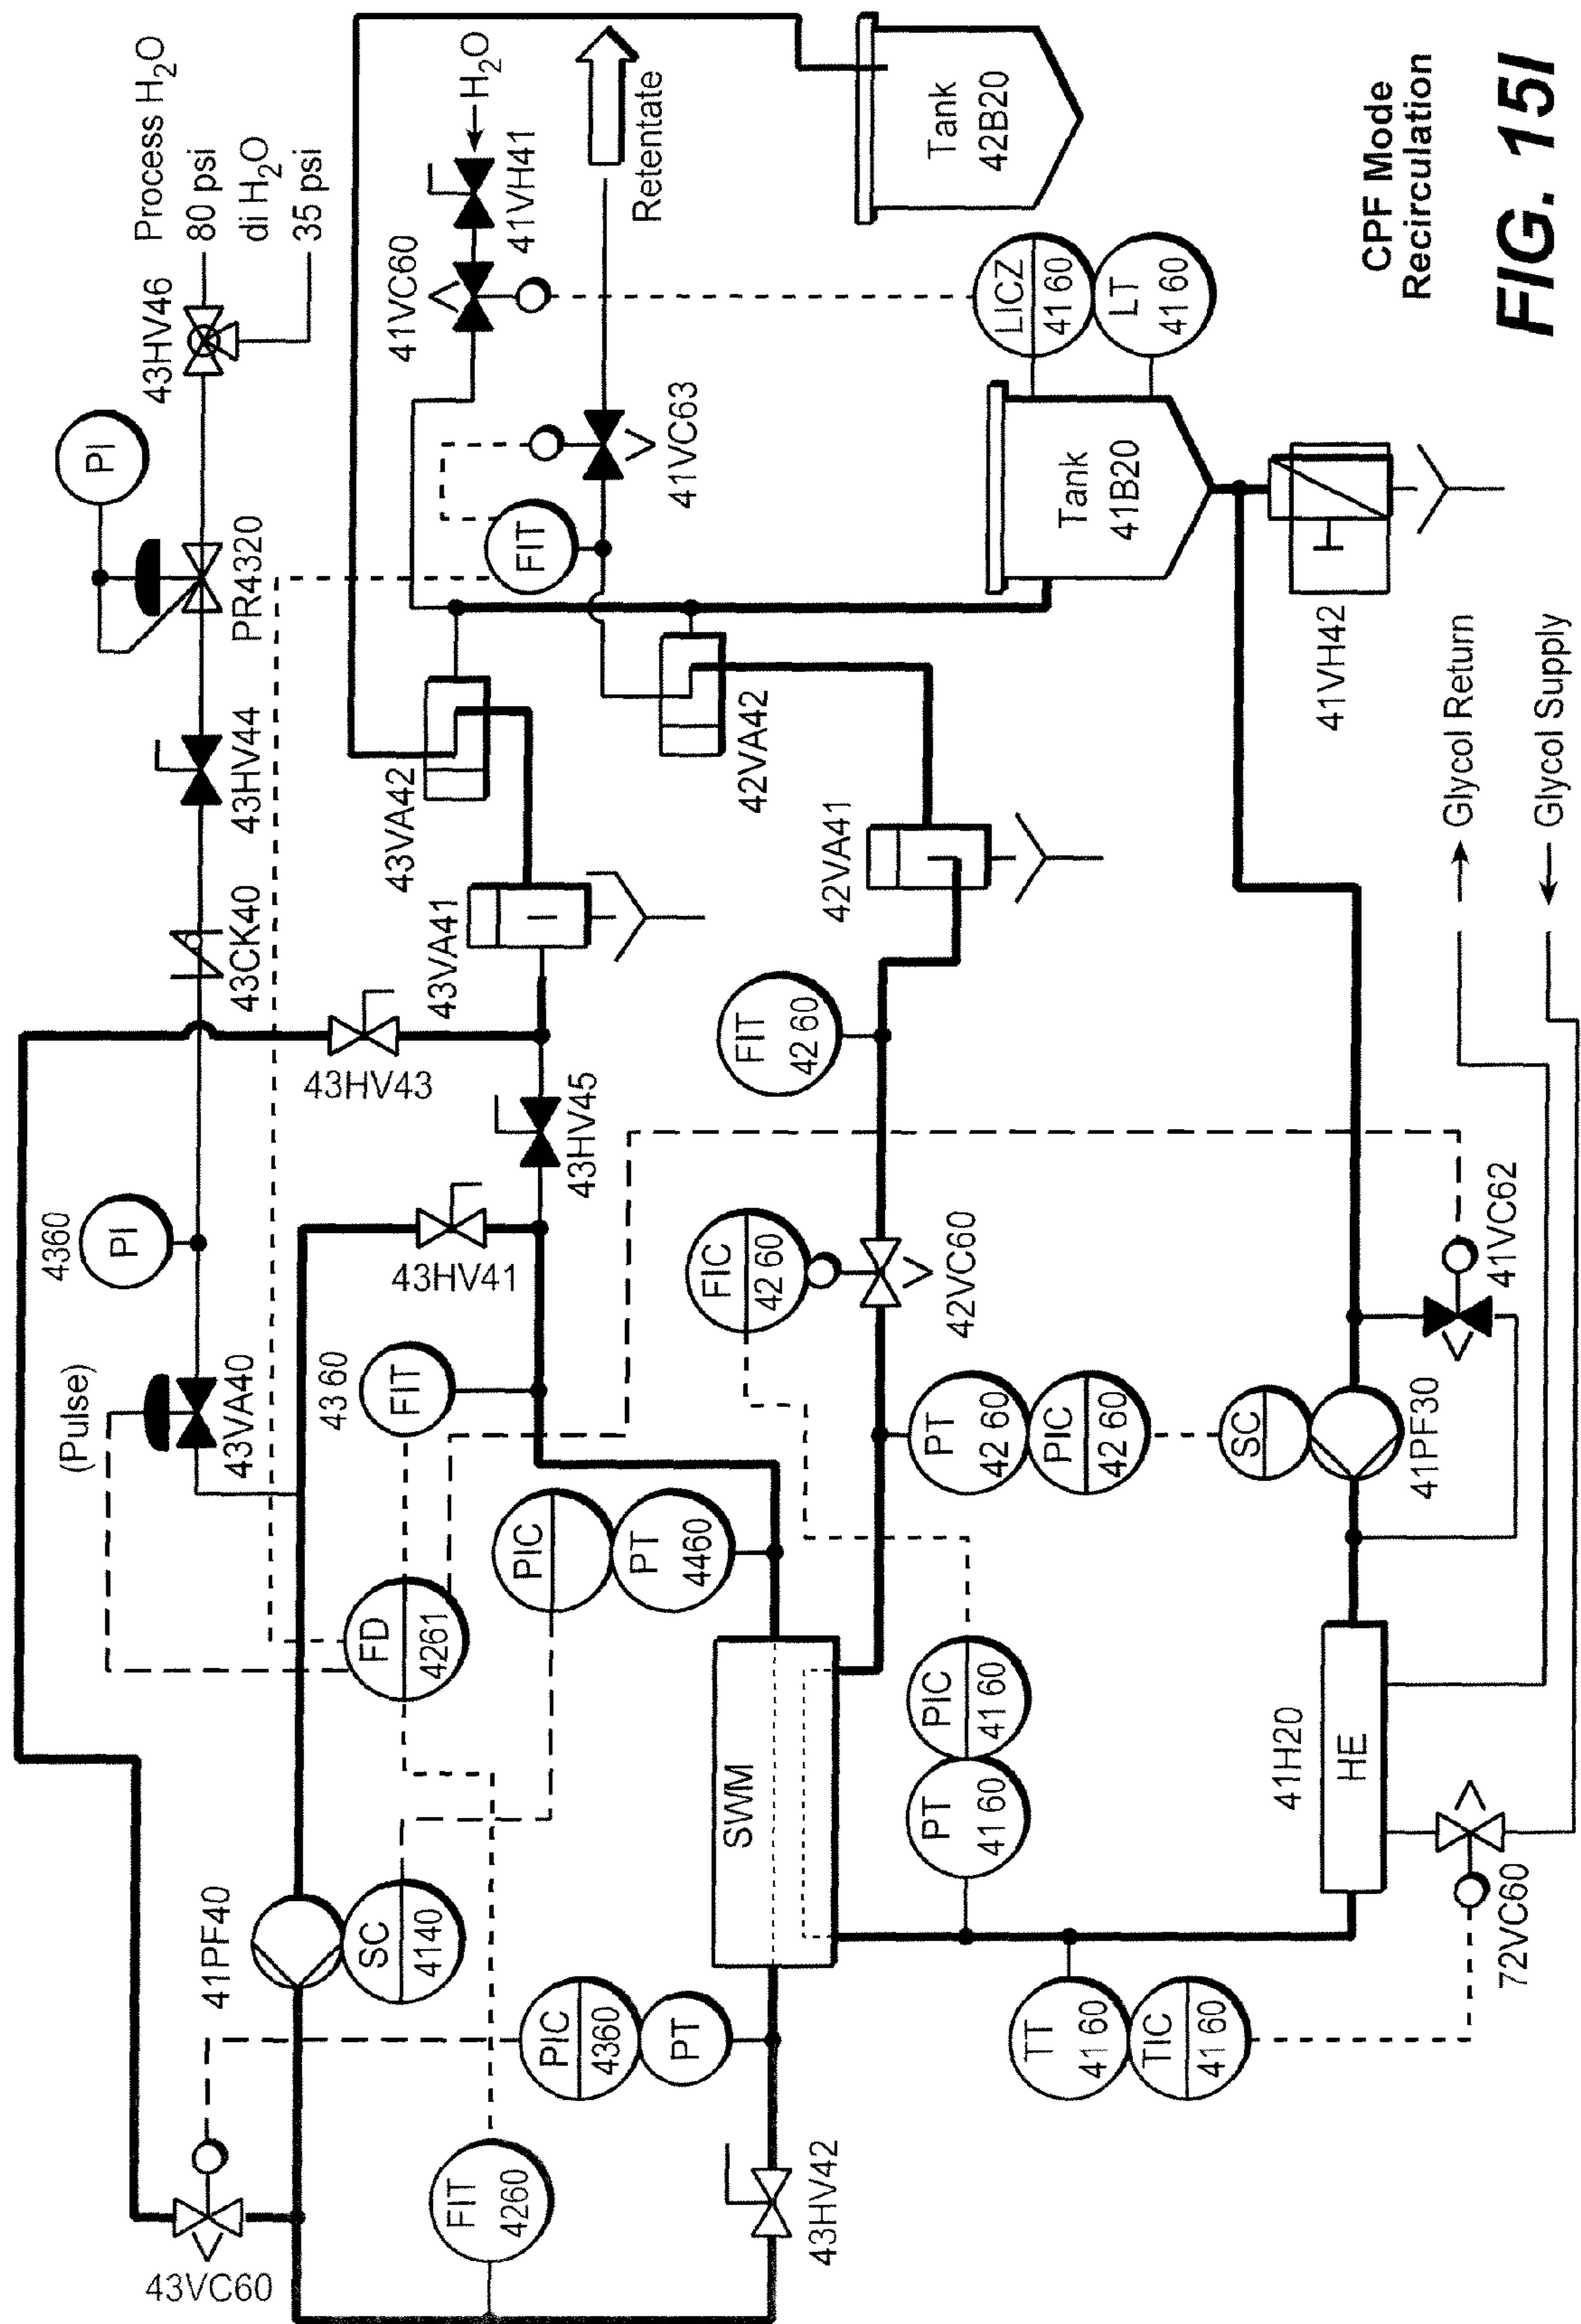 Process H2O
80 psi
di H2O
35 psi
43HV46
PI
PR4320
43HV44
43CK40
4360
PI
(Pulse)
43VA40
H2O
41VH41
41VC60
Retentate
41VC63
FIT
43VA42
43VA41
43HV43
43HV45
43HV41
43 60
FIT
FD
4261
PIC
PT
4460
41PF40
SC
4140
PIC
4360
PT
43VC60
FIT
4260
43HV42
SWM
Tank
42B20
LICZ
41 60
LT
41 60
Tank
41B20
41VH42
42VA42
42VA41
FIT
42 60
FIC
42 60
42VC60
PT
42 60
PIC
42 60
SC
41PF30
41VC62
PIC
41 60
PT
41 60
TT
41 60
TIC
41 60
41H20
HE
72VC60
Glycol Return
Glycol Supply
CPF Mode
Recirculation
FIG. 15I